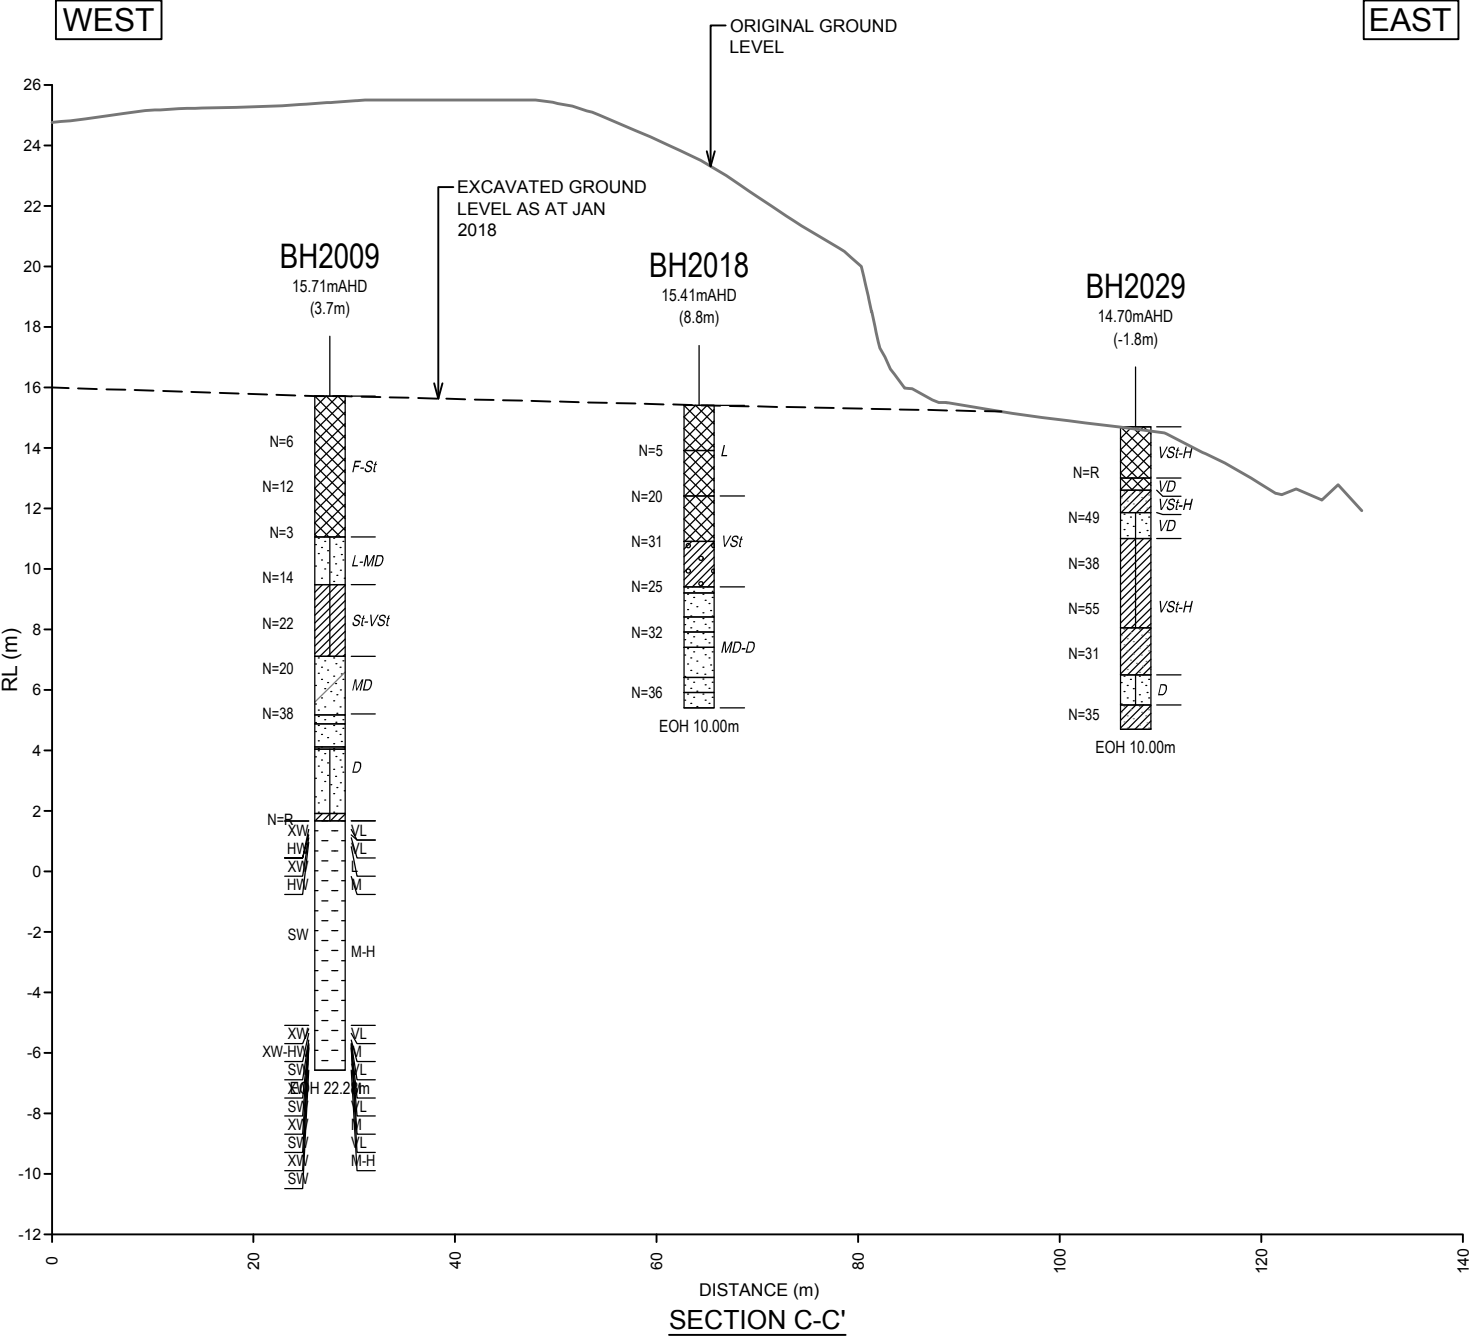 WEST
EAST
ORIGINAL GROUND
LEVEL
EXCAVATED GROUND
LEVEL AS AT JAN
2018
BH2009
15.71mAHD
(3.7m)
BH2018
15.41mAHD
(8.8m)
BH2029
14.70mAHD
(-1.8m)
RL (m)
26
24
22
20
18
16
14
12
10
8
6
4
2
0
-2
-4
-6
-8
-10
-12
N=6
N=12
N=3
N=14
N=22
N=20
N=38
N=R
XW
HW
XW
HW
SW
XW
XW-HW
SW
XW
SW
XW
SW
XW
SW
F-St
L-MD
St-VSt
MD
D
VL
VL
L
M
M-H
VL
M
VL
M
VL
M
VL
M-H
EOH 22.28m
N=5
N=20
N=31
N=25
N=32
N=36
L
VSt
MD-D
EOH 10.00m
N=R
N=49
N=38
N=55
N=31
N=35
VSt-H
VD
VSt-H
VD
VSt-H
D
EOH 10.00m
0
20
40
60
80
100
120
140
DISTANCE (m)
SECTION C-C'